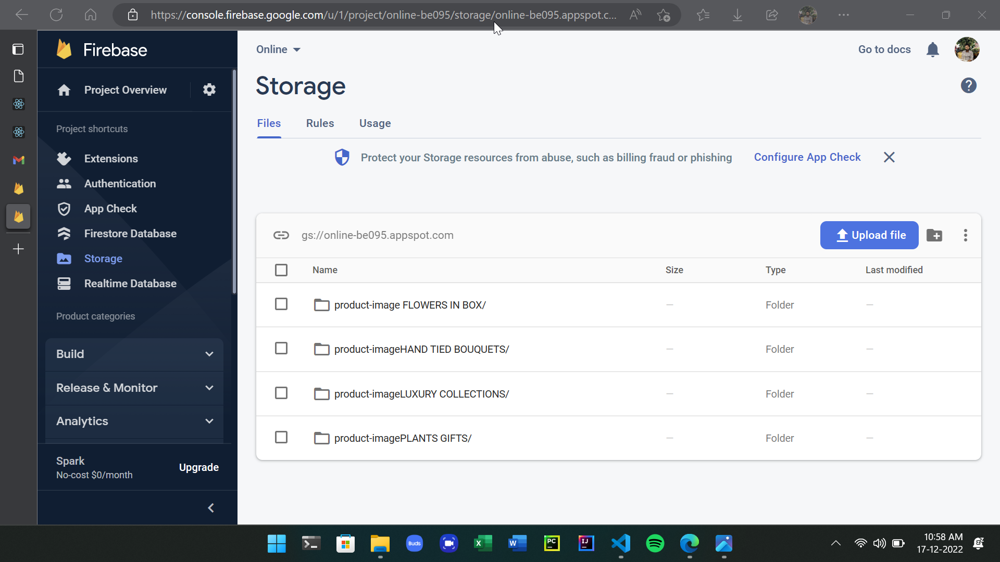 https://console.firebase.google.com/u/1/project/online-be095/storage/online-be095.appspot.c...
Firebase
Online
Go to docs
Project Overview
Storage
Files Rules Usage
Project shortcuts
Protect your Storage resources from abuse, such as billing fraud or phishing Configure App Check
Extensions
Authentication
App Check
Firestore Database
Storage
Realtime Database
Product categories
Build
Release & Monitor
Analytics
Spark
No-cost $0/month
Upgrade
gs://online-be095.appspot.com
Upload file
Name Size Type Last modified
product-image FLOWERS IN BOX/ — Folder —
product-imageHAND TIED BOUQUETS/ — Folder —
product-imageLUXURY COLLECTIONS/ — Folder —
product-imagePLANTS GIFTS/ — Folder —
Buds
X
W
PC
IJ
10:58 AM
17-12-2022